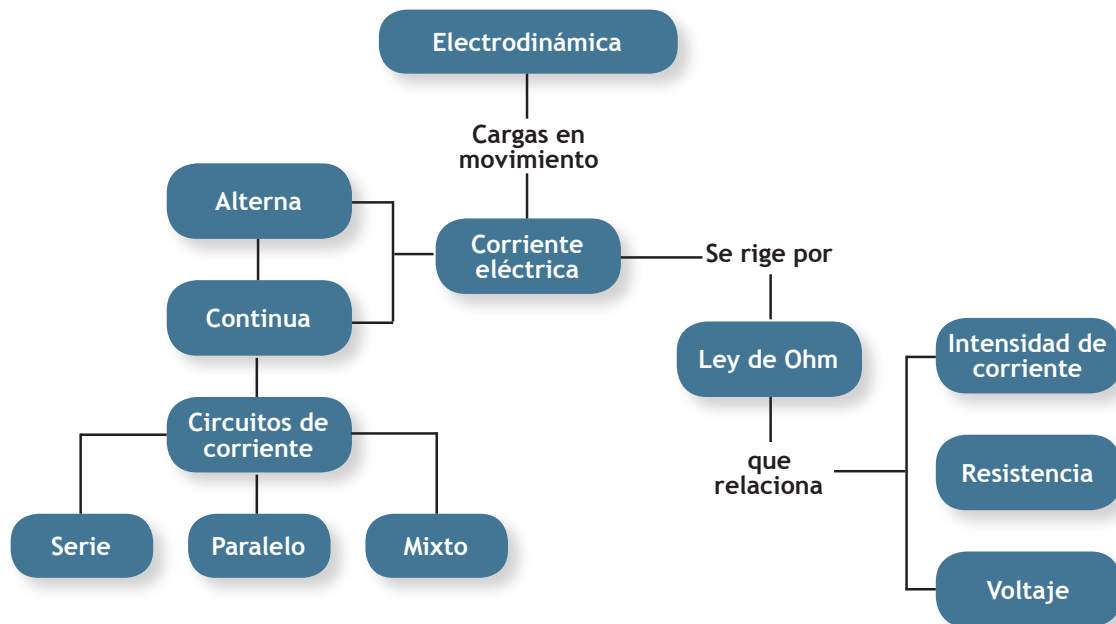 Electrodinámica
Cargas en
movimiento
Alterna
Corriente
eléctrica
Se rige por
Continua
Ley de Ohm
Intensidad de
corriente
Circuitos de
corriente
que
relaciona
Resistencia
Serie
Paralelo
Mixto
Voltaje